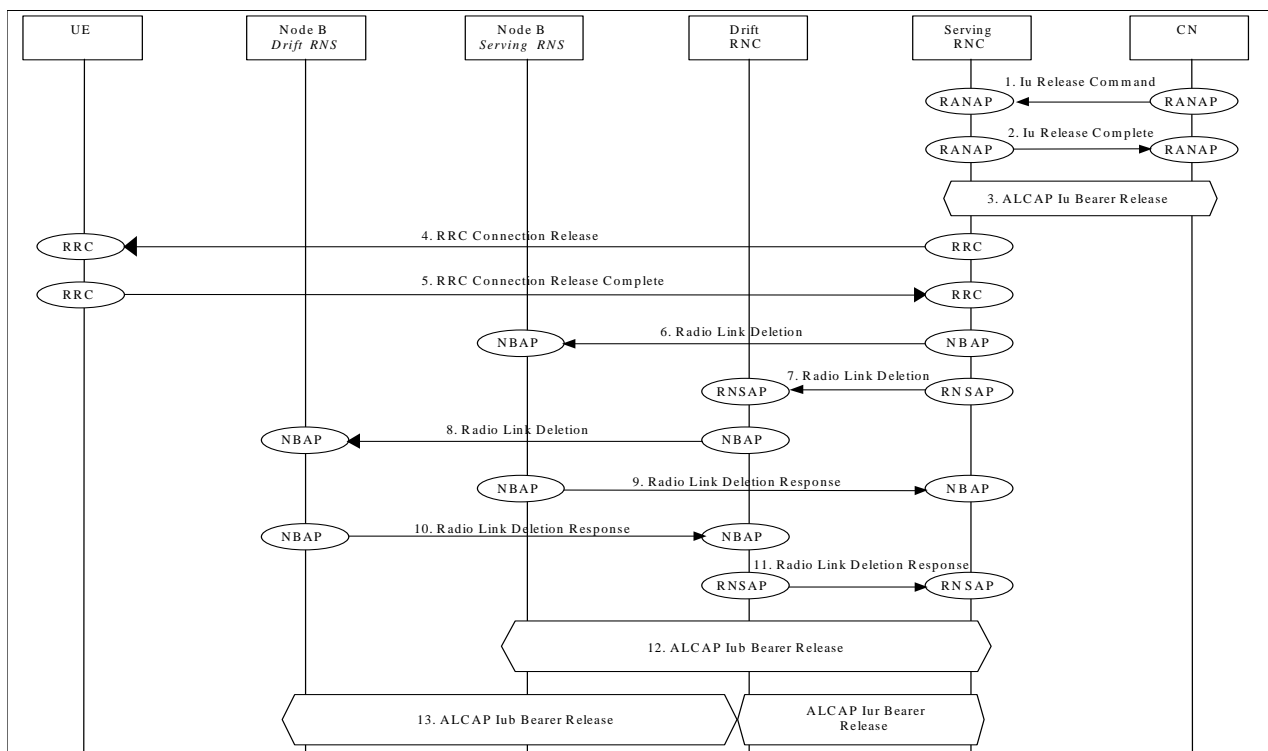 UE
Node B
Drift RNS
Node B
Serving RNS
Drift
RNC
Serving
RNC
CN
1. Iu Release Command
RANAP
RANAP
2. Iu Release Complete
RANAP
RANAP
3. ALCAP Iu Bearer Release
4. RRC Connection Release
RRC
RRC
5. RRC Connection Release Complete
RRC
RRC
6. Radio Link Deletion
NBAP
NBAP
7. Radio Link Deletion
RNSAP
RNSAP
8. Radio Link Deletion
NBAP
NBAP
9. Radio Link Deletion Response
NBAP
NBAP
10. Radio Link Deletion Response
NBAP
NBAP
11. Radio Link Deletion Response
RNSAP
RNSAP
12. ALCAP Iub Bearer Release
13. ALCAP Iub Bearer Release
ALCAP Iur Bearer
Release